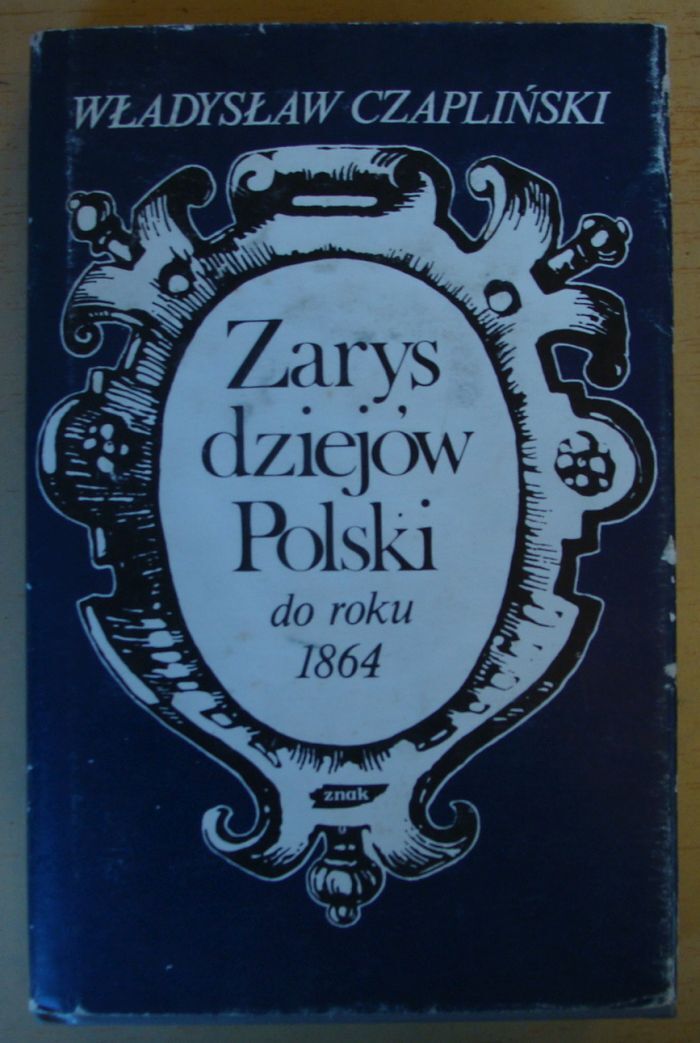 WŁADYSŁAW CZAPLIŃSKI
Zarys
dziejów
Polski
do roku
1864
znak